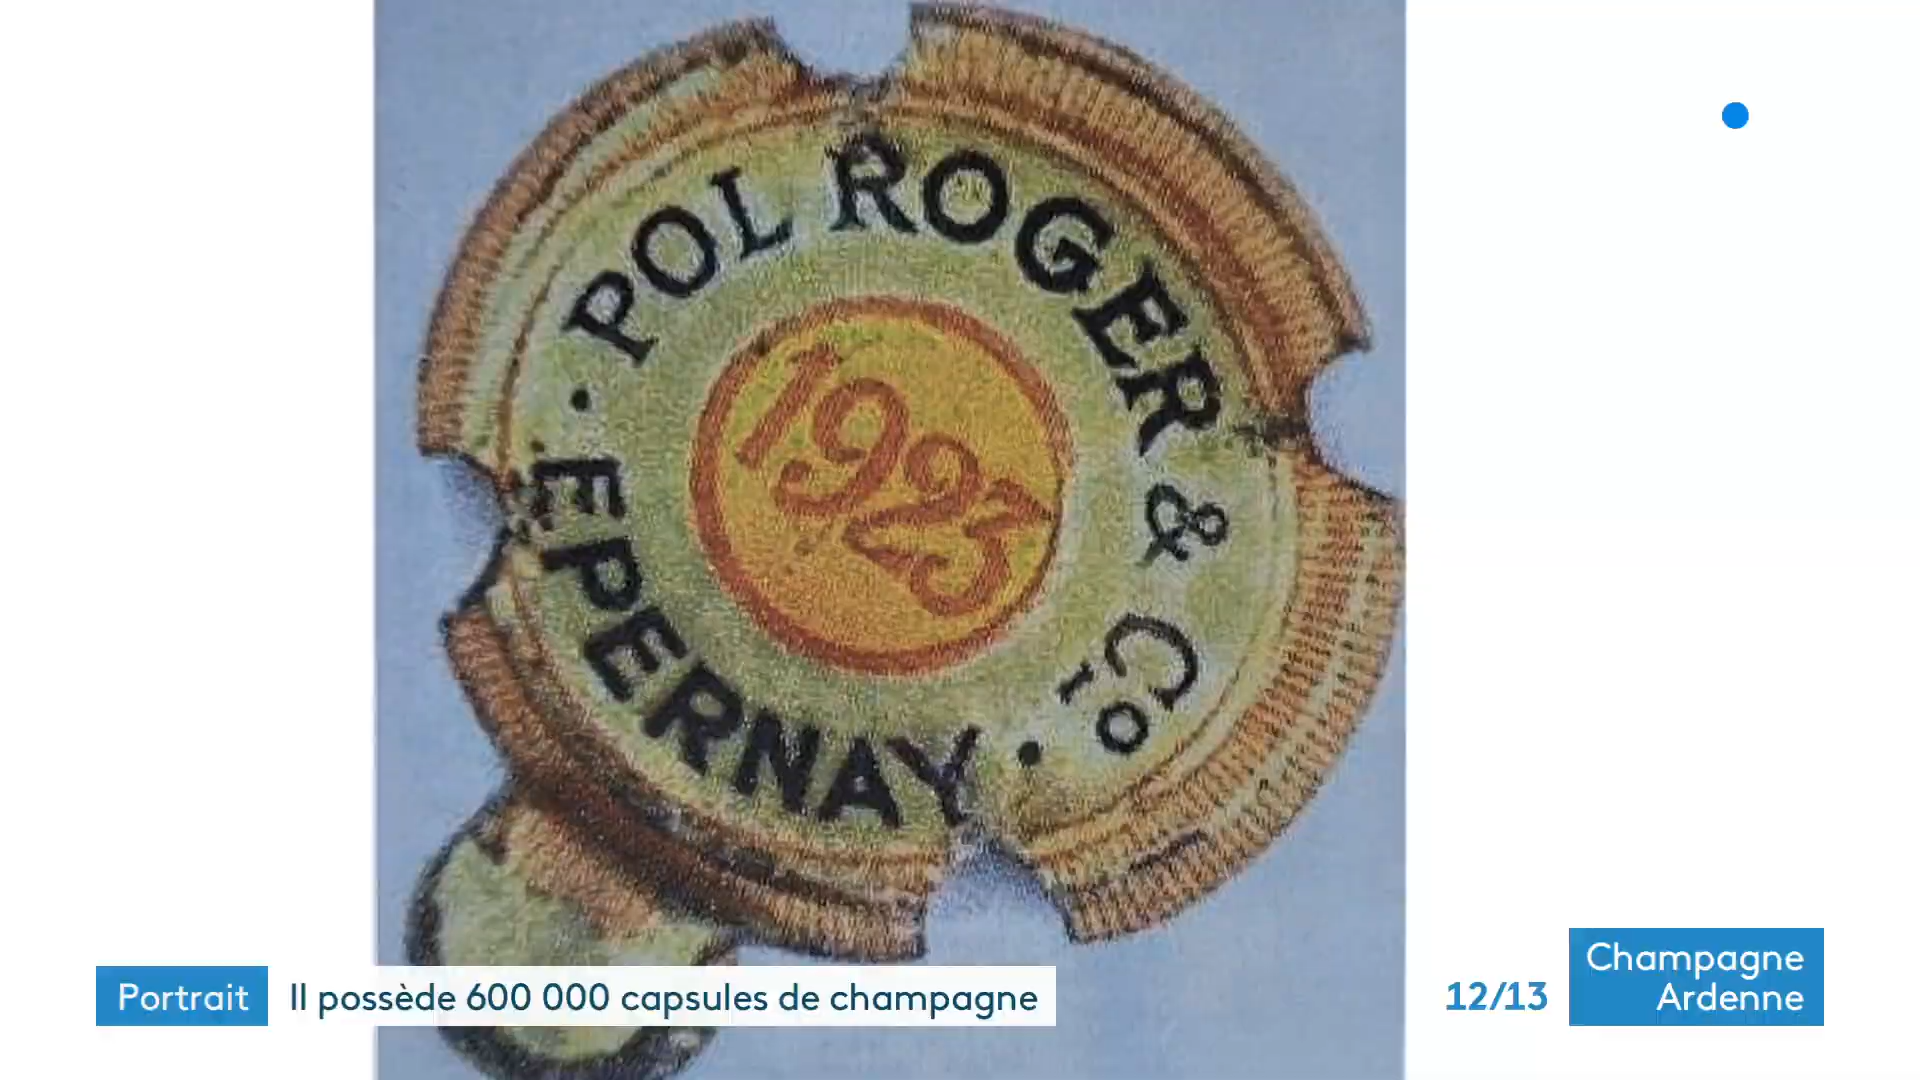 POL ROGER & Co
• EPERNAY •
1923
Portrait
Il possède 600 000 capsules de champagne
12/13
Champagne
Ardenne